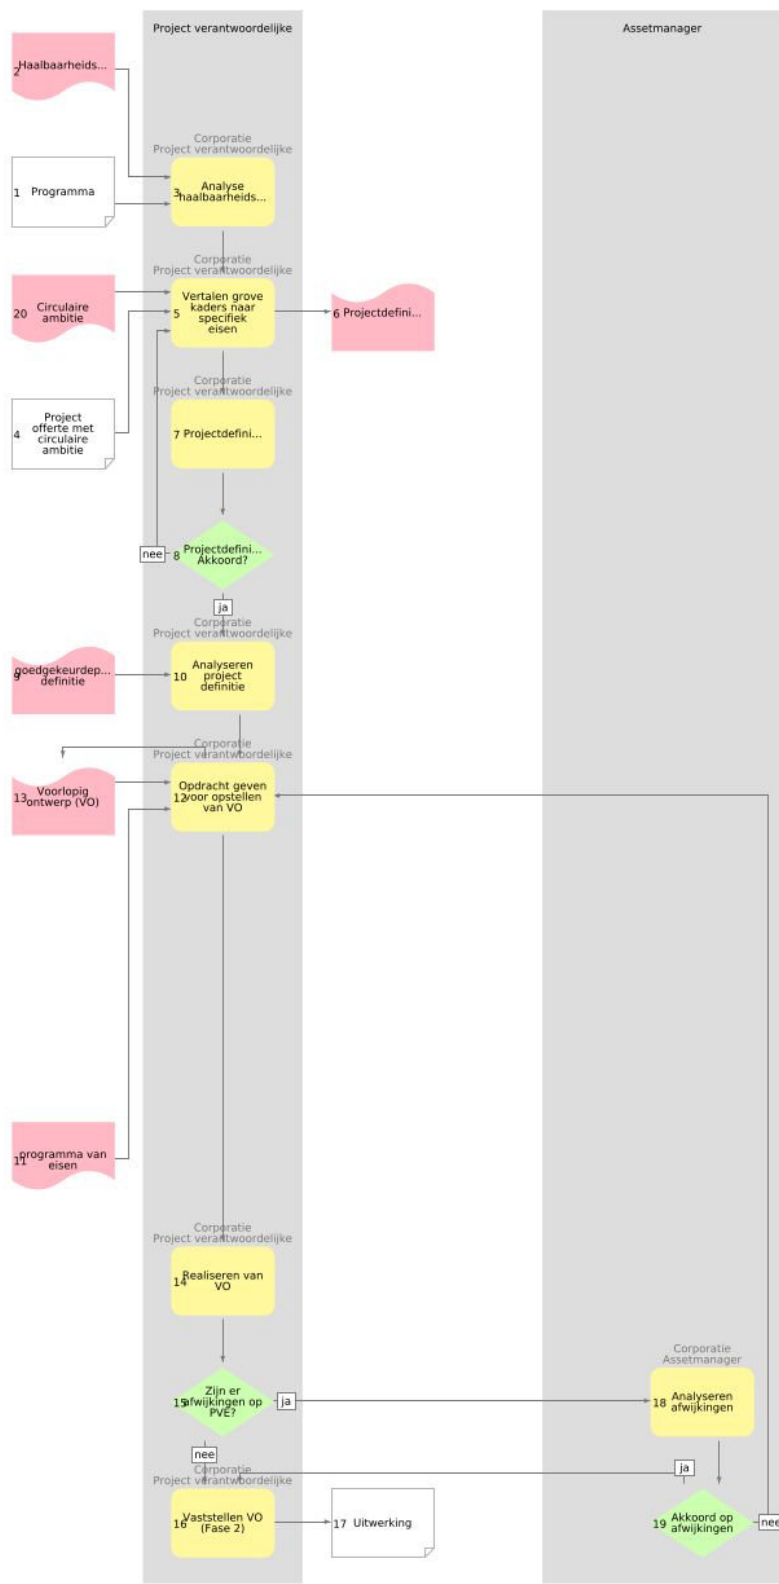 Project verantwoordelijke
Assetmanager
2
Haalbaarheids...
Corporatie
Project verantwoordelijke
1
Programma
3
Analyse
haalbaarheids...
Corporatie
Project verantwoordelijke
20
Circulaire
ambitie
5
Vertalen grove
kaders naar
specifiek
eisen
6
Projectdefini...
Corporatie
Project verantwoordelijke
4
Project
offerte met
circulaire
ambitie
7
Projectdefini...
nee
8
Projectdefini...
Akkoord?
ja
Corporatie
Project verantwoordelijke
9
goedgekeurdep...
definitie
10
Analyseren
project
definitie
Corporatie
Project verantwoordelijke
13
Voorlopig
ontwerp (VO)
12
Opdracht geven
voor opstellen
van VO
11
programma van
eisen
Corporatie
Project verantwoordelijke
14
Realiseren van
VO
Corporatie
Assetmanager
15
Zijn er
afwijkingen op
PVE?
ja
18
Analyseren
afwijkingen
nee
ja
Corporatie
Project verantwoordelijke
16
Vaststellen VO
(Fase 2)
17
Uitwerking
19
Akkoord op
afwijkingen
nee